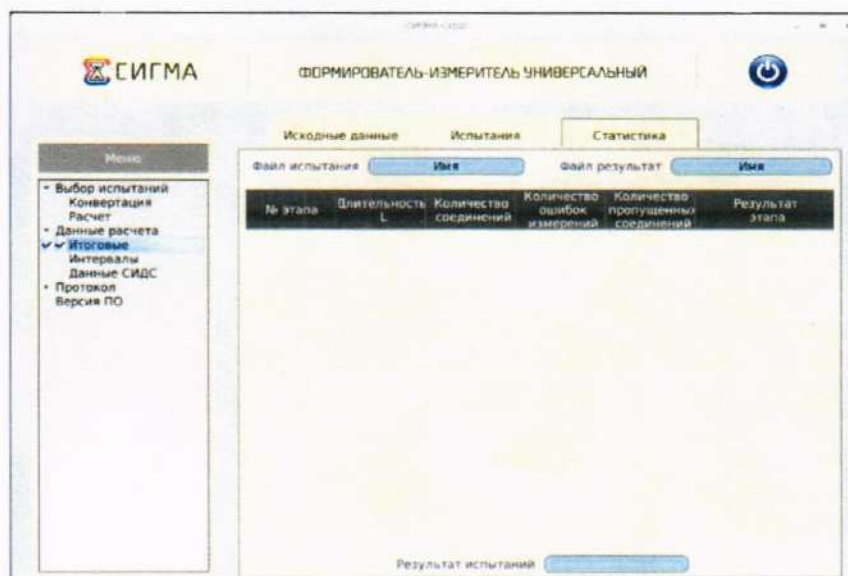 СИГМА-СИДС
СИГМА
ФОРМИРОВАТЕЛЬ-ИЗМЕРИТЕЛЬ УНИВЕРСАЛЬНЫЙ
Исходные данные Испытания Статистика
Меню
Файл испытания Имя Файл результат Имя
Выбор испытаний
Конвертация
Расчет
Данные расчета
Итоговые
Интервалы
Данные СИДС
Протокол
Версия ПО
№ этапа
Длительность L
Количество соединений
Количество ошибок измерений
Количество пропущенных соединений
Результат этапа
Результат испытаний